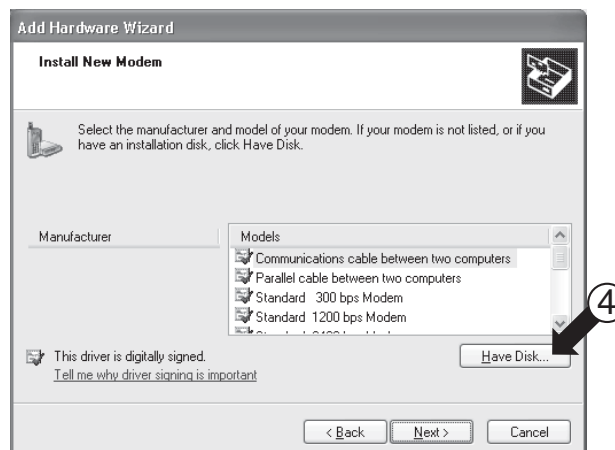 Add Hardware Wizard
Install New Modem
Select the manufacturer and model of your modem. If your modem is not listed, or if you
have an installation disk, click Have Disk.
Manufacturer
Models
Communications cable between two computers
Parallel cable between two computers
Standard 300 bps Modem
Standard 1200 bps Modem
4
This driver is digitally signed.
Have Disk...
Tell me why driver signing is important
< Back
Next >
Cancel